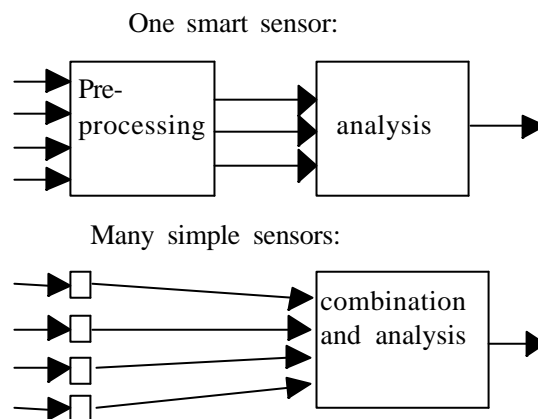 One smart sensor:
Pre-
processing
analysis
Many simple sensors:
combination
and analysis